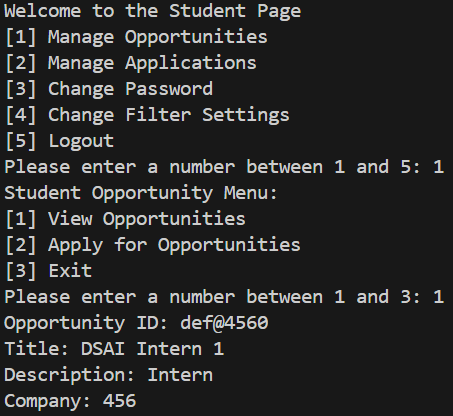 Welcome to the Student Page
[1] Manage Opportunities
[2] Manage Applications
[3] Change Password
[4] Change Filter Settings
[5] Logout
Please enter a number between 1 and 5: 1
Student Opportunity Menu:
[1] View Opportunities
[2] Apply for Opportunities
[3] Exit
Please enter a number between 1 and 3: 1
Opportunity ID: def@4560
Title: DSAI Intern 1
Description: Intern
Company: 456